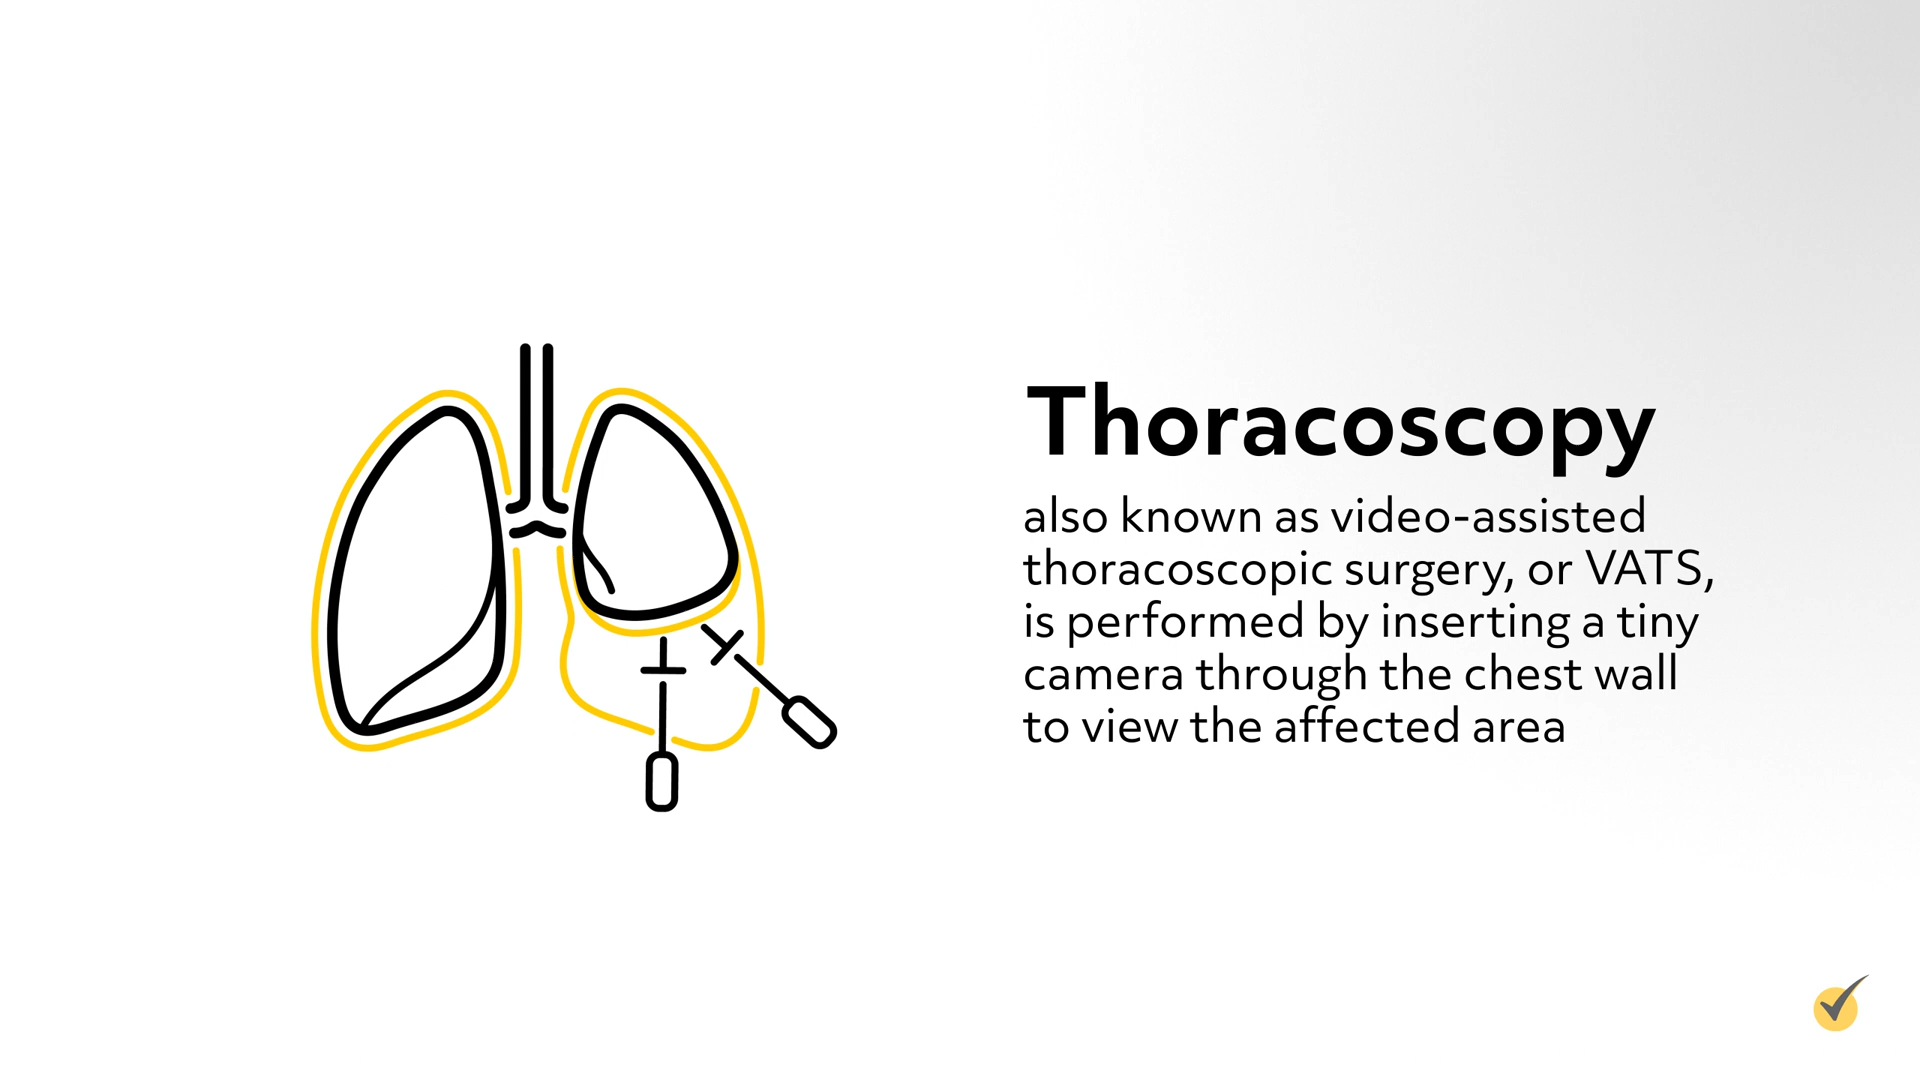 Thoracoscopy
also known as video-assisted
thoracoscopic surgery, or VATS,
is performed by inserting a tiny
camera through the chest wall
to view the affected area